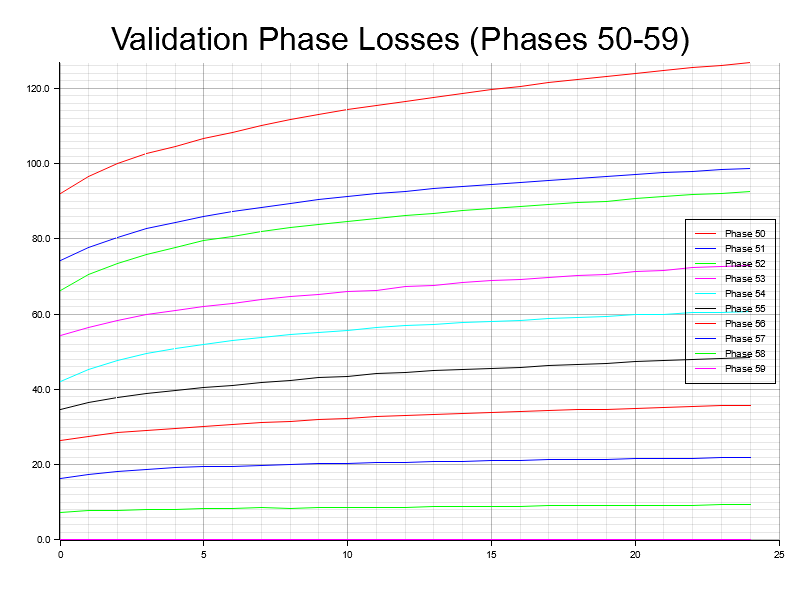 Validation Phase Losses (Phases 50-59)
120.0
100.0
80.0
60.0
40.0
20.0
0.0
0 5 10 15 20 25
Phase 50
Phase 51
Phase 52
Phase 53
Phase 54
Phase 55
Phase 56
Phase 57
Phase 58
Phase 59